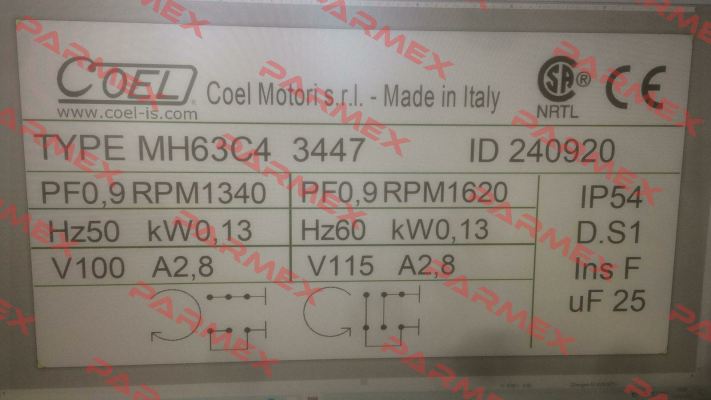 COEL
www.coel-is.com
Coel Motori s.r.l. - Made in Italy
SA ®
NRTL
CE
TYPE MH63C4 3447 ID 240920
PF0,9 RPM1340 PF0,9 RPM1620 IP54
Hz50 kW0,13 Hz60 kW0,13 D.S1
V100 A2,8 V115 A2,8 Ins F
uF 25
PARMEX